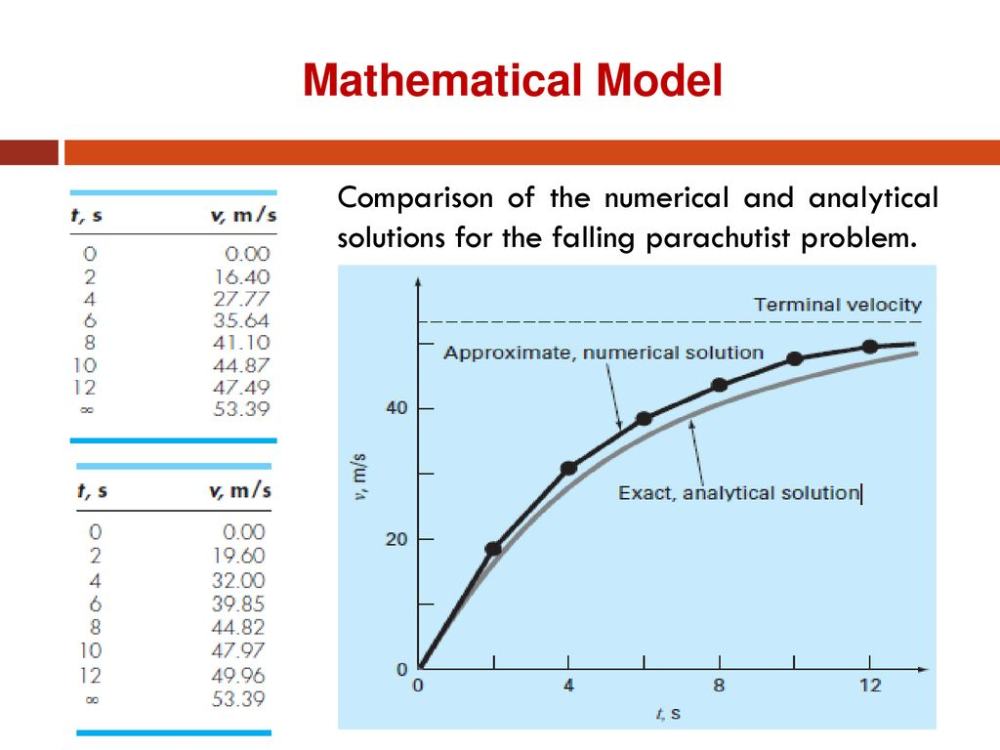 Mathematical Model
t, s v, m/s
0 0.00
2 16.40
4 27.77
6 35.64
8 41.10
10 44.87
12 47.49
∞ 53.39
t, s v, m/s
0 0.00
2 19.60
4 32.00
6 39.85
8 44.82
10 47.97
12 49.96
∞ 53.39
Comparison of the numerical and analytical
solutions for the falling parachutist problem.
Terminal velocity
Approximate, numerical solution
40
v, m/s
Exact, analytical solution
20
0
0 4 8 12
t, s